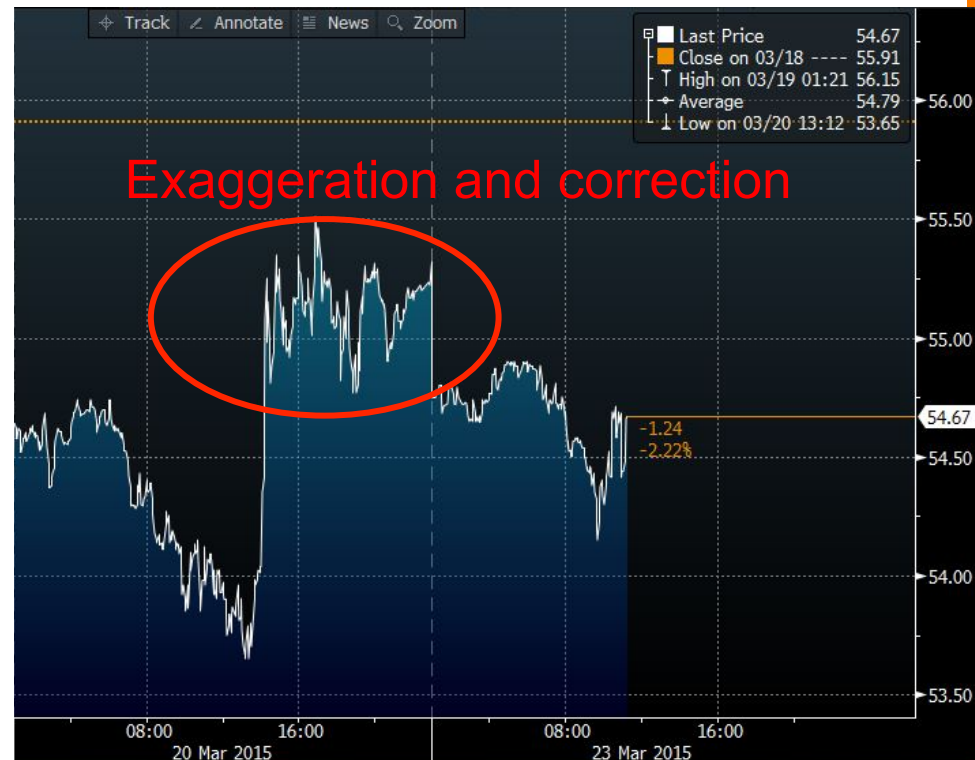 Track Annotate News Zoom
Last Price 54.67
Close on 03/18 ---- 55.91
High on 03/19 01:21 56.15
Average 54.79
Low on 03/20 13:12 53.65
56.00
Exaggeration and correction
55.50
55.00
54.67
-1.24
-2.22%
54.50
54.00
53.50
08:00 16:00 08:00 16:00
20 Mar 2015 23 Mar 2015